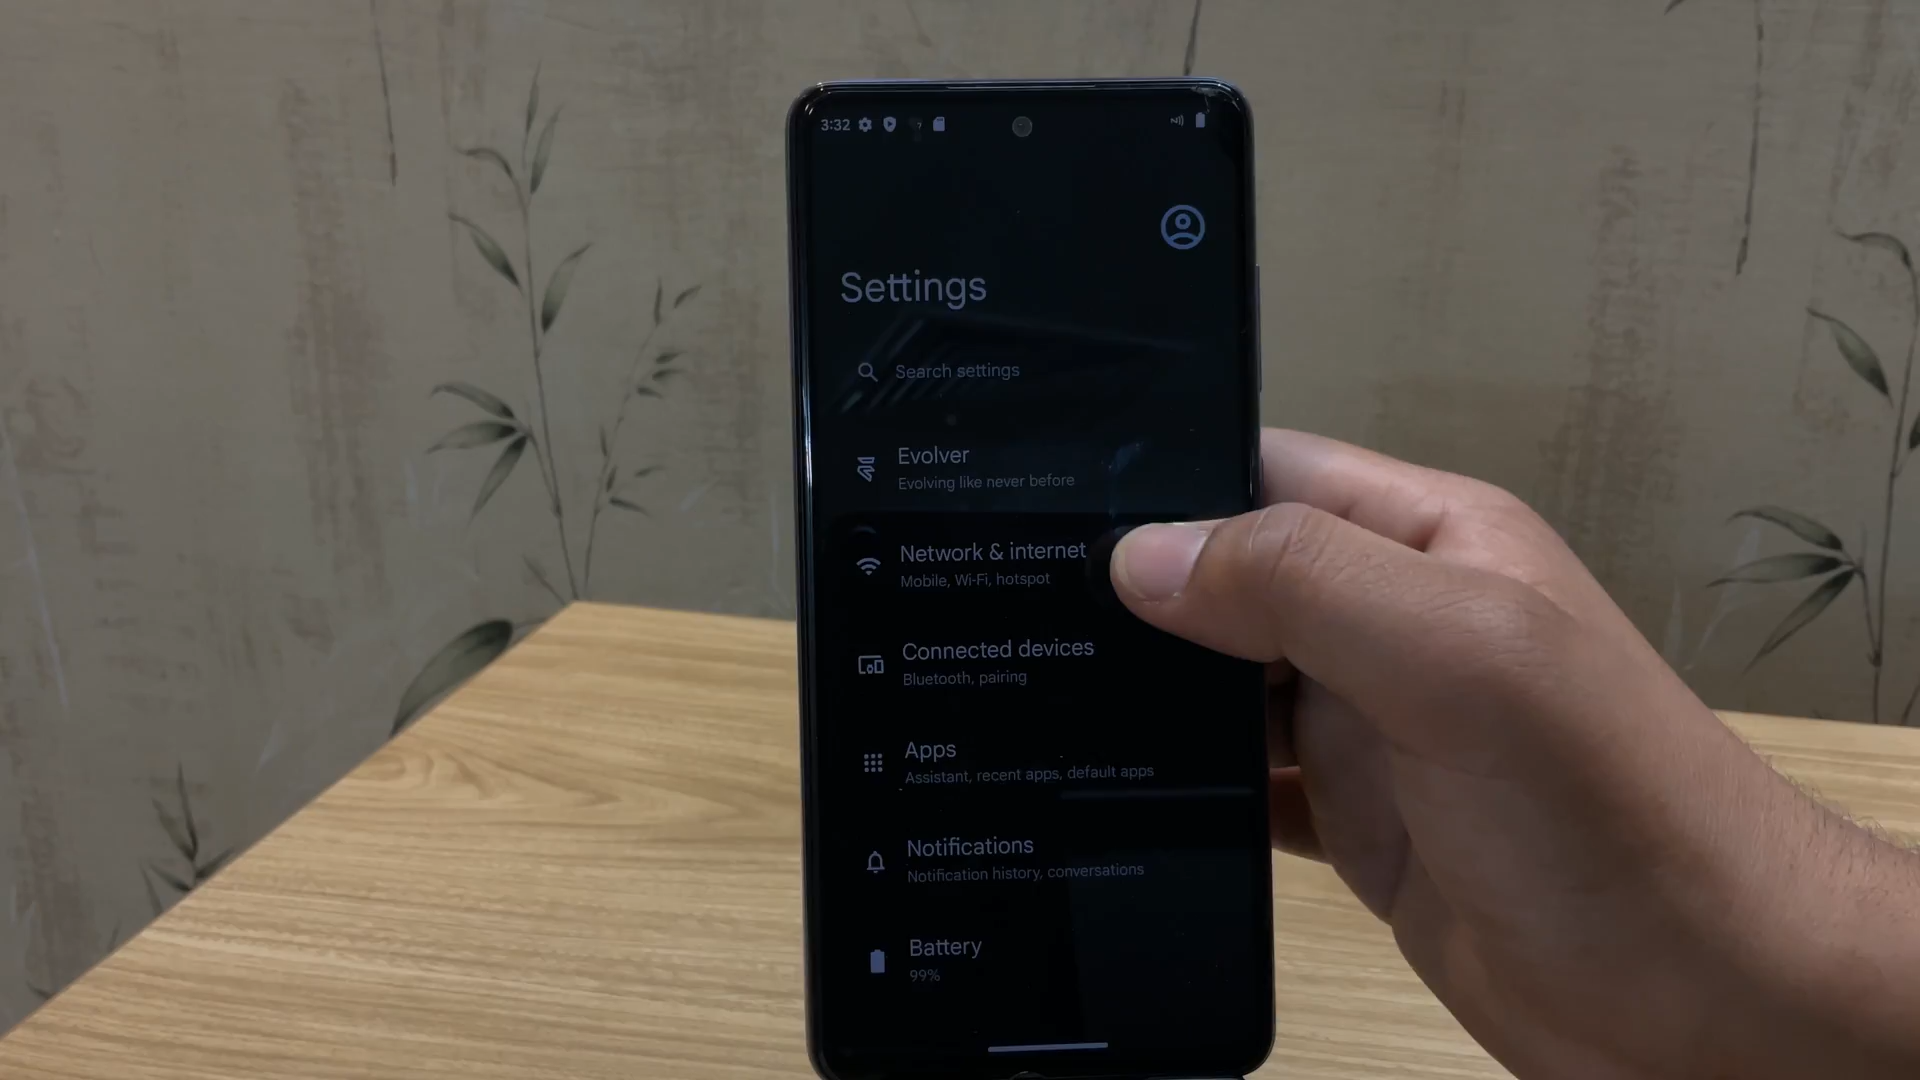 3:32
Settings
Search settings
Evolver
Evolving like never before
Network & internet
Mobile, Wi-Fi, hotspot
Connected devices
Bluetooth, pairing
Apps
Assistant, recent apps, default apps
Notifications
Notification history, conversations
Battery
99%